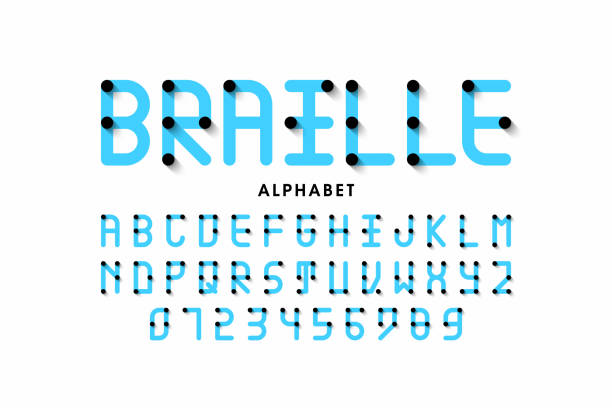 BRAILLE
ALPHABET
ABCDEFGHIJKLM
NOPQRSTUVWXYZ
0123456789